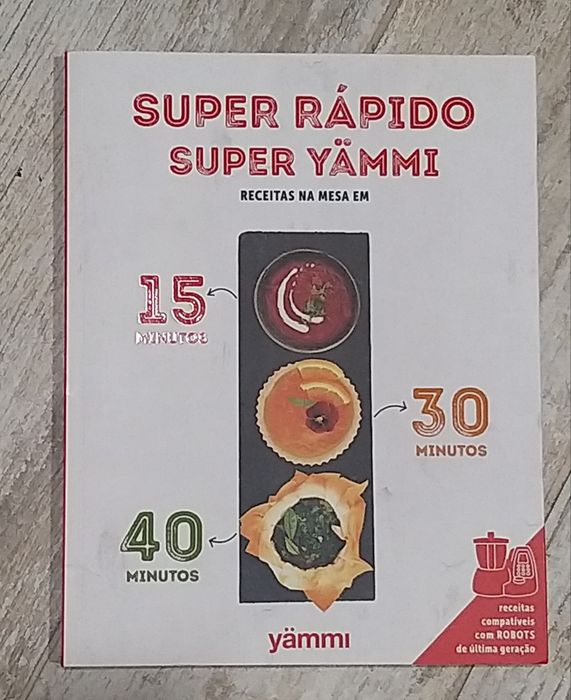 SUPER RÁPIDO
SUPER YÄMMI
RECEITAS NA MESA EM
15
MINUTOS
30
MINUTOS
40
MINUTOS
receitas
compatíveis
com ROBOTS
de última geração
yämmi